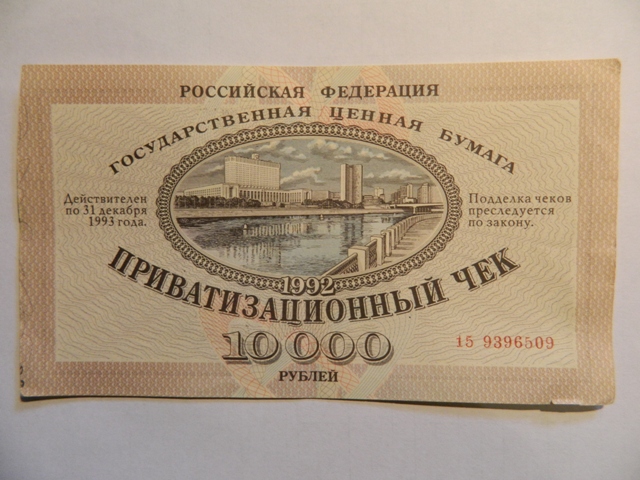 РОССИЙСКАЯ ФЕДЕРАЦИЯ
ГОСУДАРСТВЕННАЯ ЦЕННАЯ БУМАГА
Действителен
по 31 декабря
1993 года.
Подделка чеков
преследуется
по закону.
1992
ПРИВАТИЗАЦИОННЫЙ ЧЕК
10000
15 9396509
РУБЛЕЙ